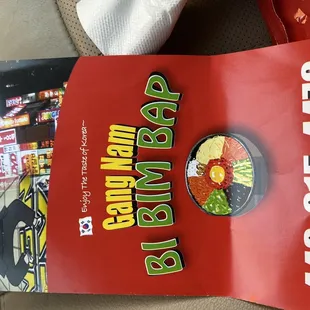 Enjoy The Taste of Korea~
Gang Nam
BI BIM BAP